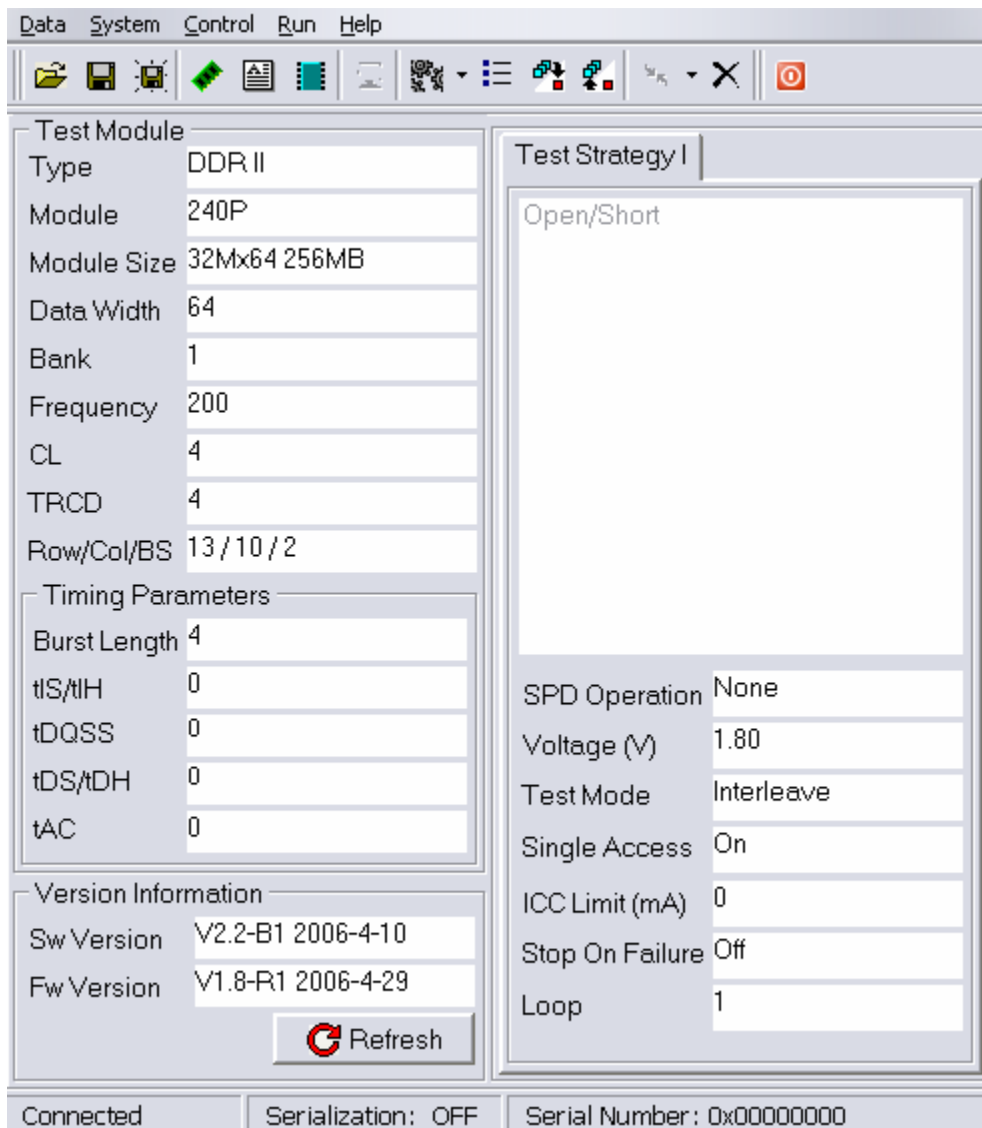 Data System Control Run Help
Test Module
Type DDR II
Module 240P
Module Size 32Mx64 256MB
Data Width 64
Bank 1
Frequency 200
CL 4
TRCD 4
Row/Col/BS 13 / 10 / 2
Timing Parameters
Burst Length 4
tIS/tIH 0
tDQSS 0
tDS/tDH 0
tAC 0
Version Information
Sw Version V2.2-B1 2006-4-10
Fw Version V1.8-R1 2006-4-29
Refresh
Test Strategy I
Open/Short
SPD Operation None
Voltage (V) 1.80
Test Mode Interleave
Single Access On
ICC Limit (mA) 0
Stop On Failure Off
Loop 1
Connected Serialization: OFF Serial Number: 0x00000000